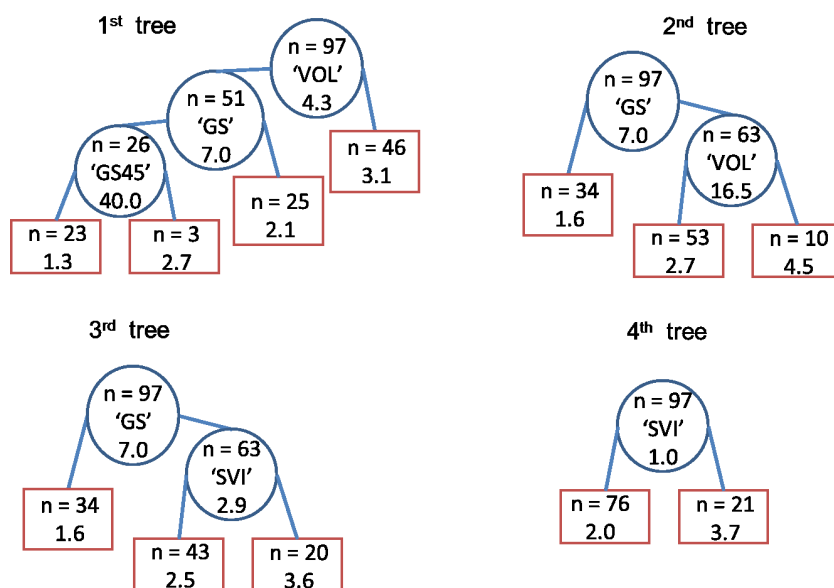 1st tree
n = 97
‘VOL’
4.3
n = 51
‘GS’
7.0
n = 46
3.1
n = 26
‘GS45’
40.0
n = 25
2.1
n = 23
1.3
n = 3
2.7
2nd tree
n = 97
‘GS’
7.0
n = 63
‘VOL’
16.5
n = 34
1.6
n = 53
2.7
n = 10
4.5
3rd tree
n = 97
‘GS’
7.0
n = 63
‘SVI’
2.9
n = 34
1.6
n = 43
2.5
n = 20
3.6
4th tree
n = 97
‘SVI’
1.0
n = 76
2.0
n = 21
3.7